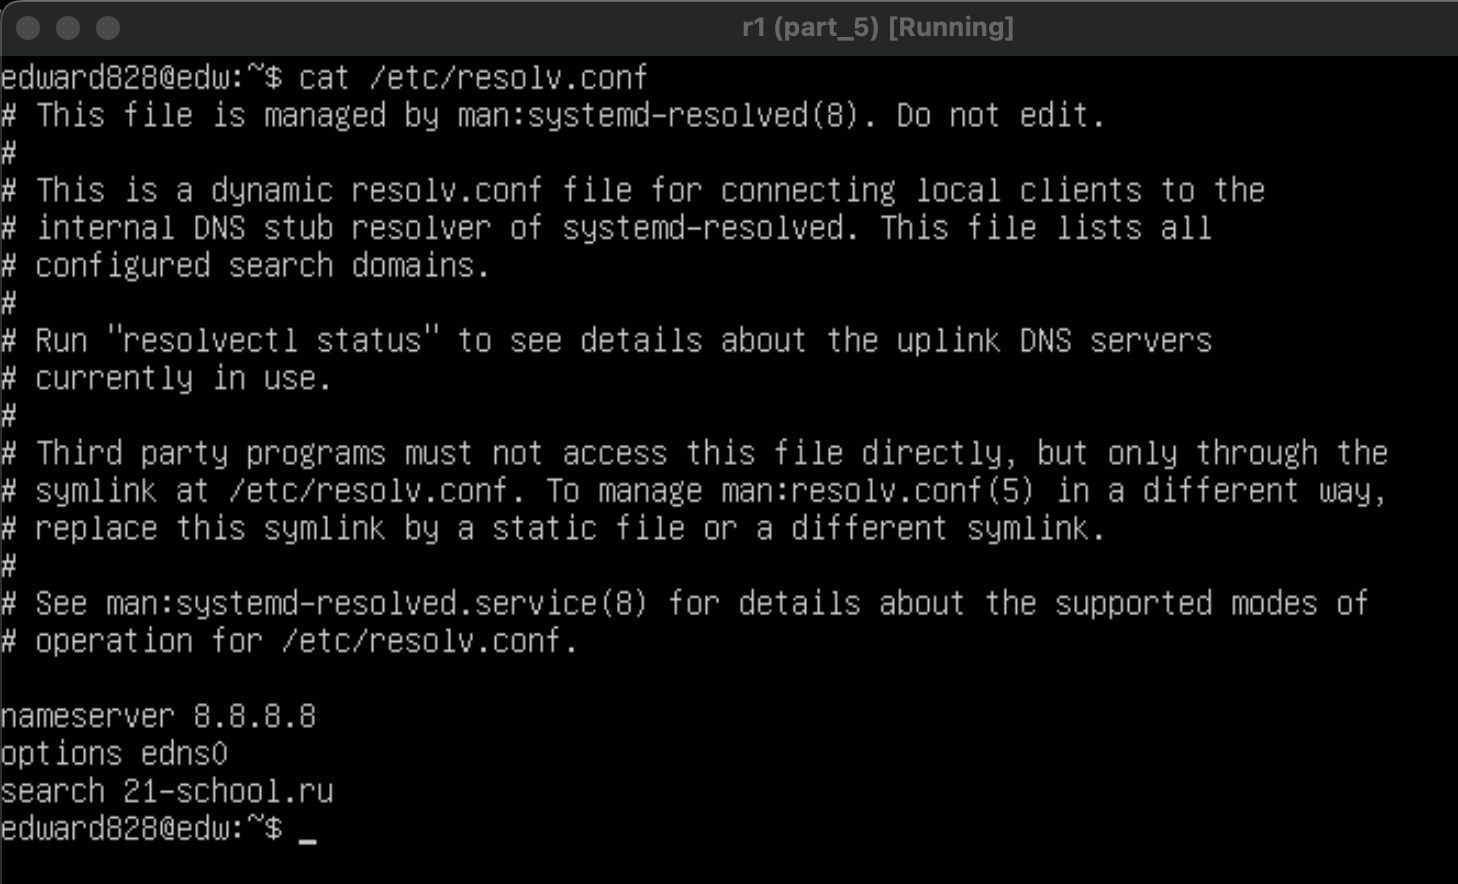 r1 (part_5) [Running]
edward828@edw:~$ cat /etc/resolv.conf
# This file is managed by man:systemd-resolved(8). Do not edit.
#
# This is a dynamic resolv.conf file for connecting local clients to the
# internal DNS stub resolver of systemd-resolved. This file lists all
# configured search domains.
#
# Run "resolvectl status" to see details about the uplink DNS servers
# currently in use.
#
# Third party programs must not access this file directly, but only through the
# symlink at /etc/resolv.conf. To manage man:resolv.conf(5) in a different way,
# replace this symlink by a static file or a different symlink.
#
# See man:systemd-resolved.service(8) for details about the supported modes of
# operation for /etc/resolv.conf.
nameserver 8.8.8.8
options edns0
search 21-school.ru
edward828@edw:~$ _